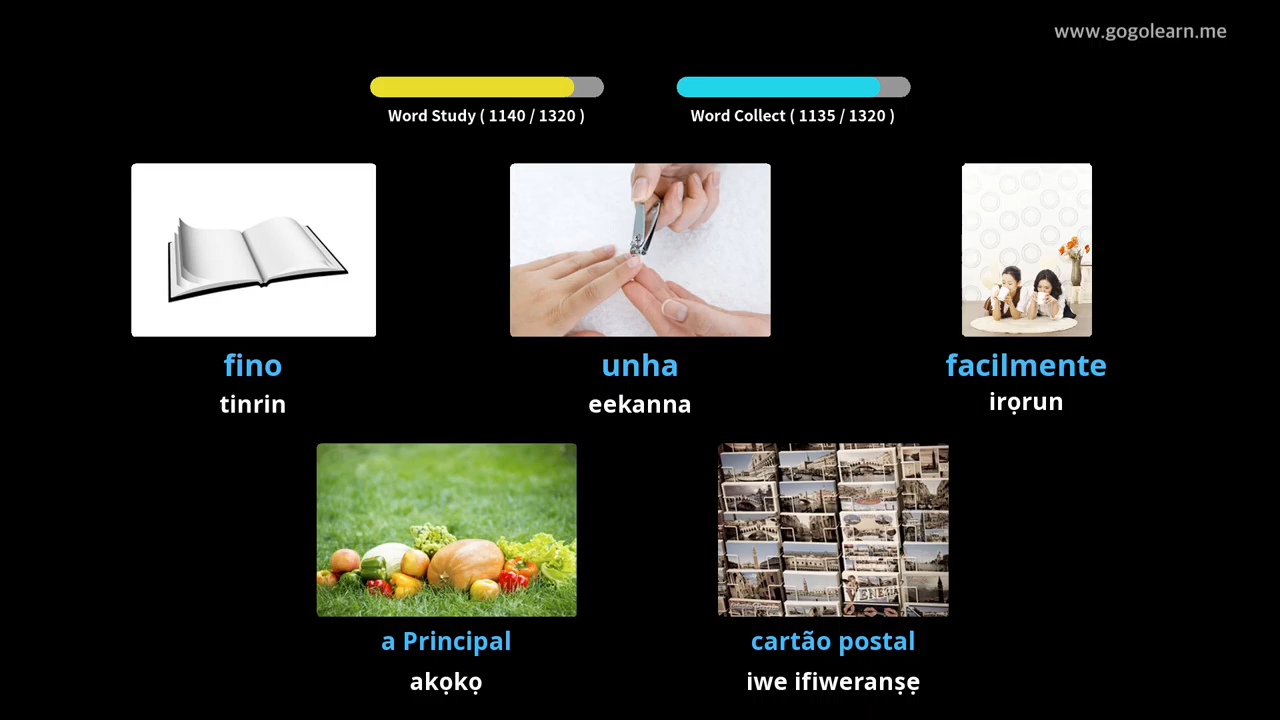 www.gogolearn.me
Word Study ( 1140 / 1320 )
Word Collect ( 1135 / 1320 )
fino
tinrin
unha
eekanna
facilmente
irọrun
a Principal
akọkọ
cartão postal
iwe ifiweranṣẹ